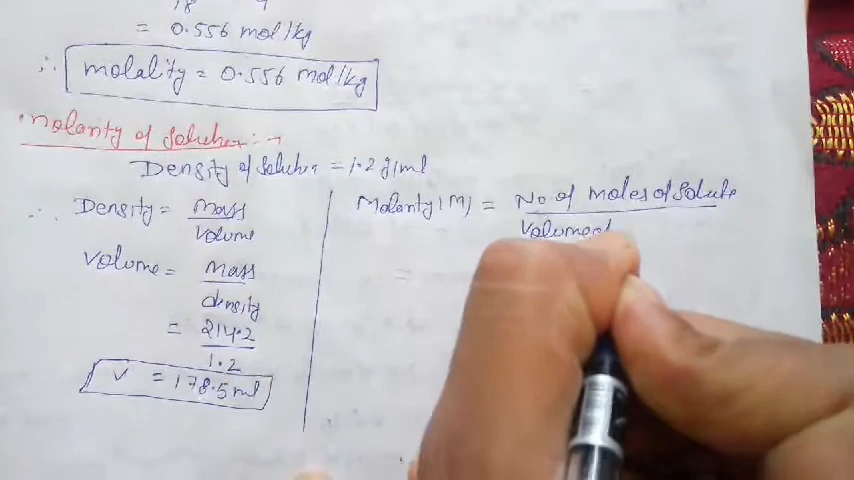 = 0.556 mol/kg
∴ molality = 0.556 mol/kg
Molarity of Solution :-
Density of Solution = 1.2 g/ml
∴ Density = mass
Volume
Volume = mass
density
= 214.2
1.2
V = 178.5 ml
Molarity (M) = No of moles of Solute
Volume of
=